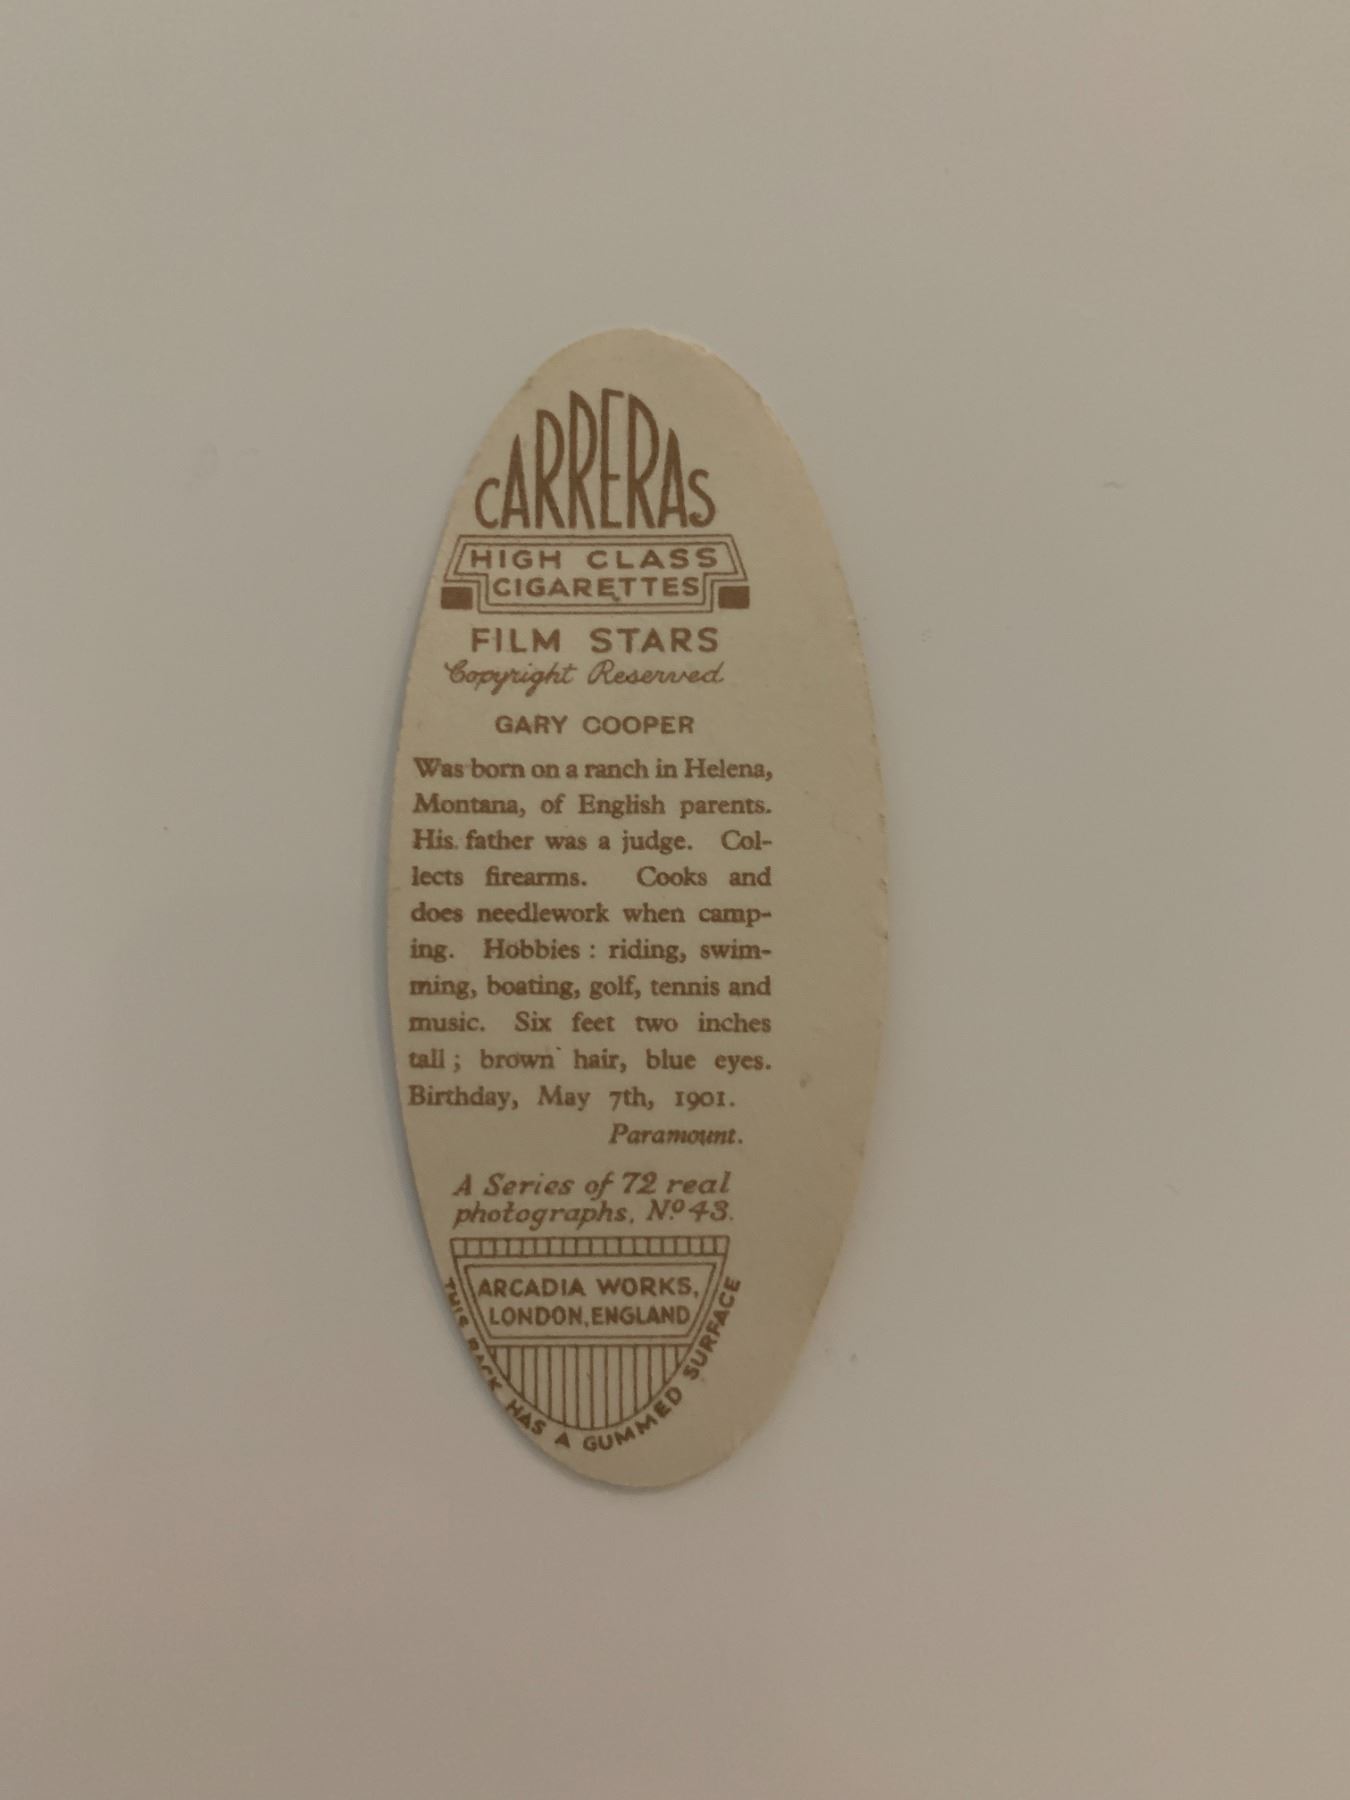 CARRERAS
HIGH CLASS
CIGARETTES
FILM STARS
Copyright Reserved
GARY COOPER
Was born on a ranch in Helena,
Montana, of English parents.
His father was a judge. Col-
lects firearms. Cooks and
does needlework when camp-
ing. Hobbies : riding, swim-
ming, boating, golf, tennis and
music. Six feet two inches
tall ; brown hair, blue eyes.
Birthday, May 7th, 1901.
Paramount.
A Series of 72 real
photographs, Nº 43.
ARCADIA WORKS,
LONDON, ENGLAND
THIS BACK HAS A GUMMED SURFACE